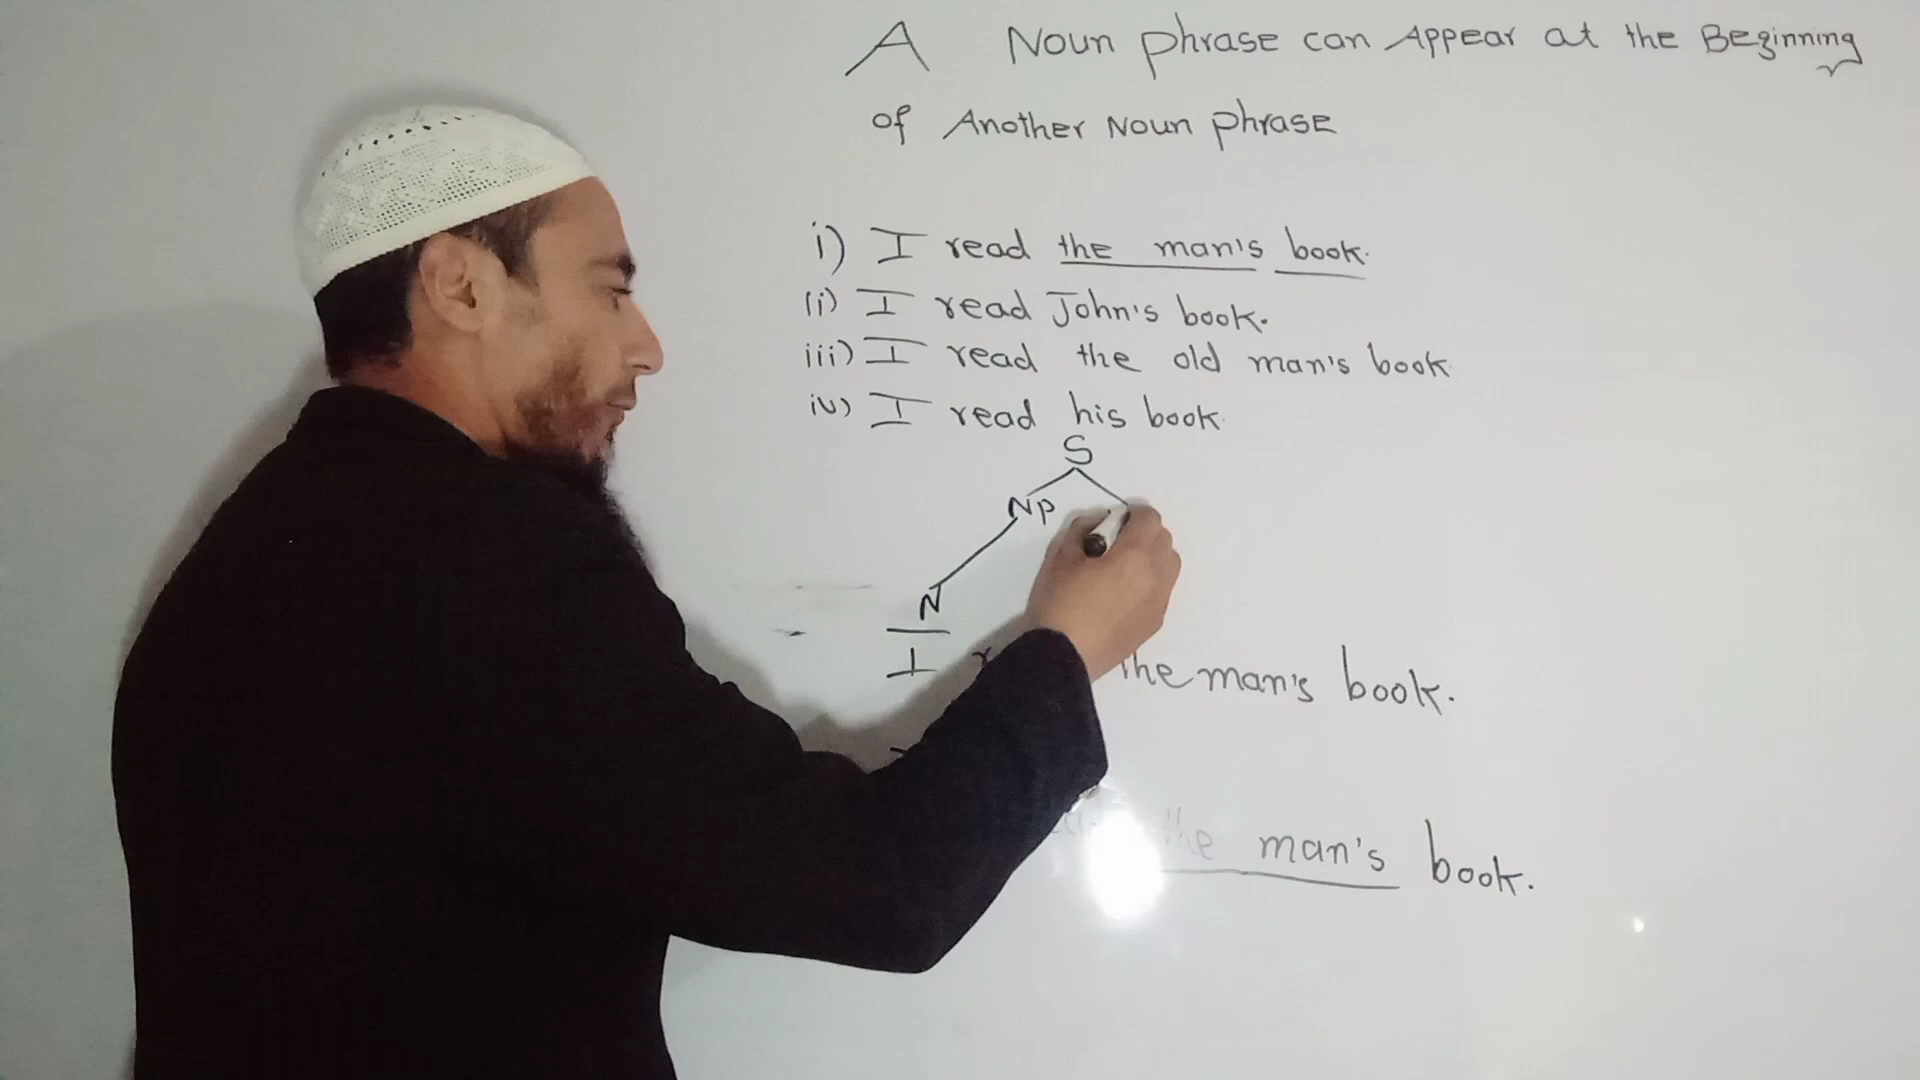 A Noun phrase can Appear at the Beginning
of Another Noun phrase
i) I read the man's book.
(i) I read John's book.
iii) I read the old man's book
iv) I read his book.
S
NP
N
I the man's book.
the man's book.